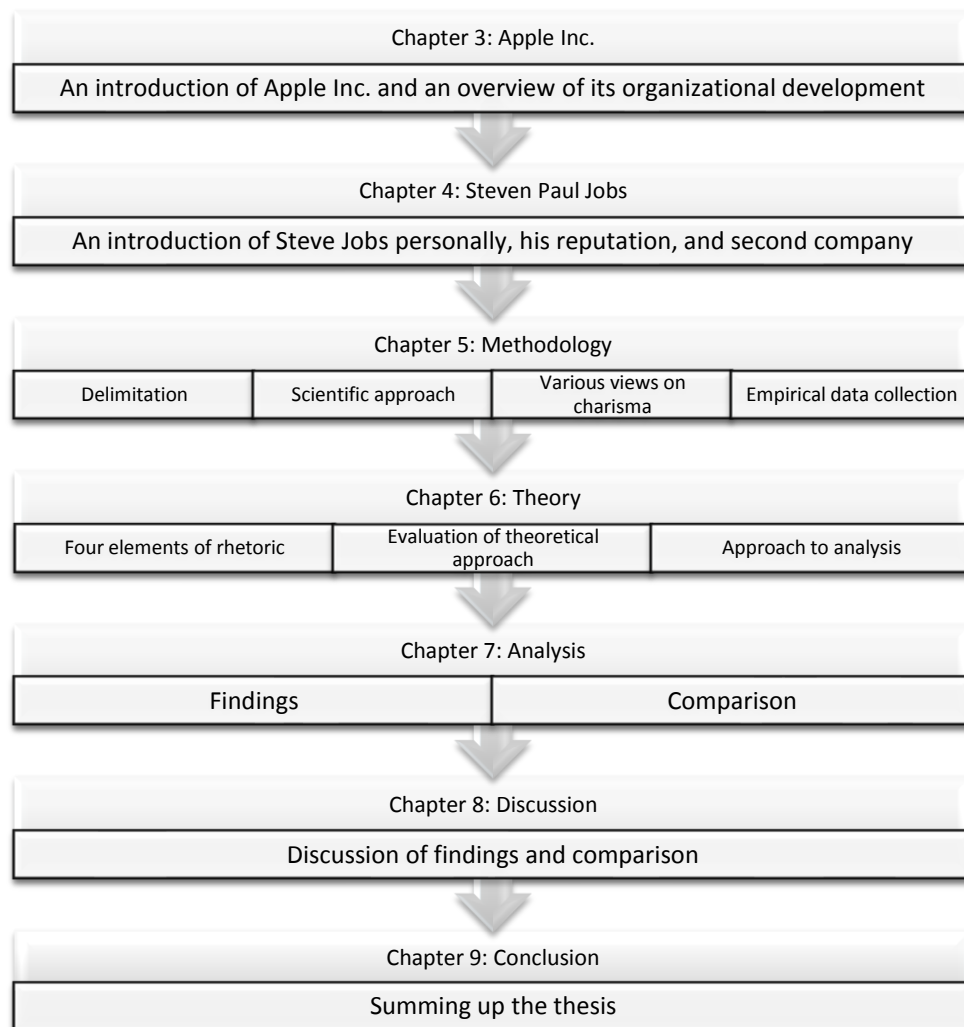 Chapter 3: Apple Inc.
An introduction of Apple Inc. and an overview of its organizational development
Chapter 4: Steven Paul Jobs
An introduction of Steve Jobs personally, his reputation, and second company
Chapter 5: Methodology
Delimitation
Scientific approach
Various views on
charisma
Empirical data collection
Chapter 6: Theory
Four elements of rhetoric
Evaluation of theoretical
approach
Approach to analysis
Chapter 7: Analysis
Findings
Comparison
Chapter 8: Discussion
Discussion of findings and comparison
Chapter 9: Conclusion
Summing up the thesis